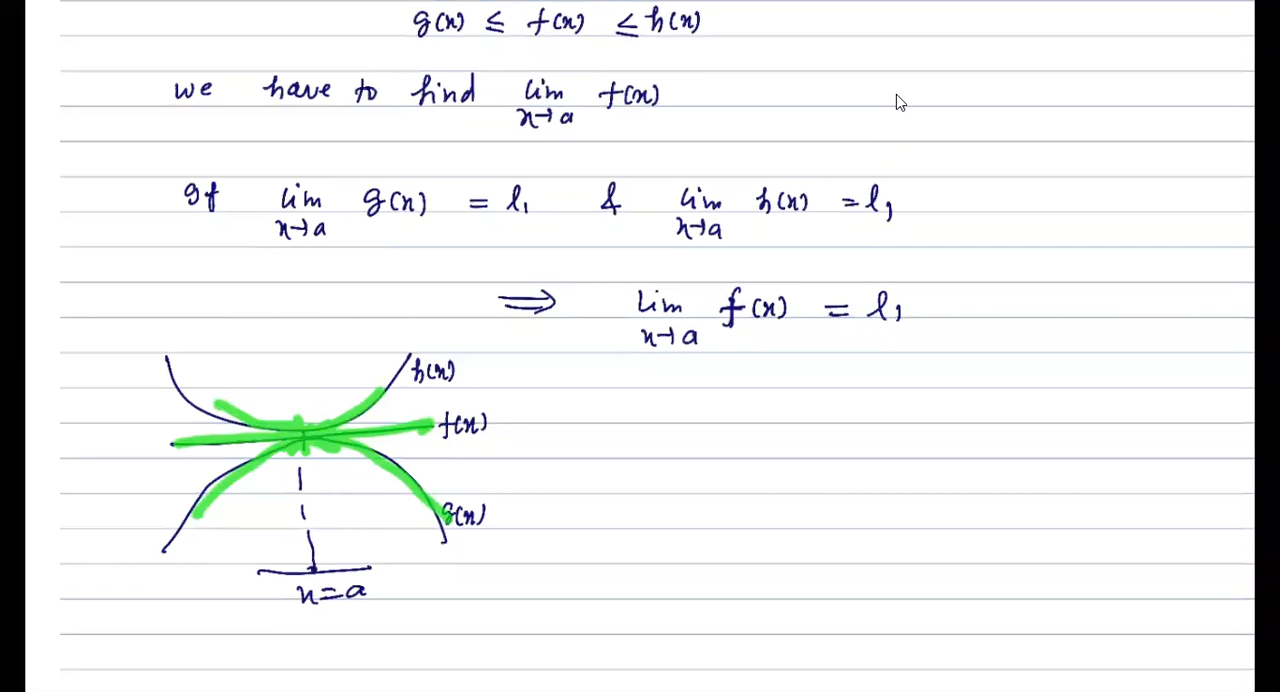 g(x) ≤ f(x) ≤ h(x)
we have to find lim x→a f(x)
If lim x→a g(x) = l₁ & lim x→a h(x) = l₁
⟹ lim x→a f(x) = l₁
h(x)
f(x)
g(x)
x=a